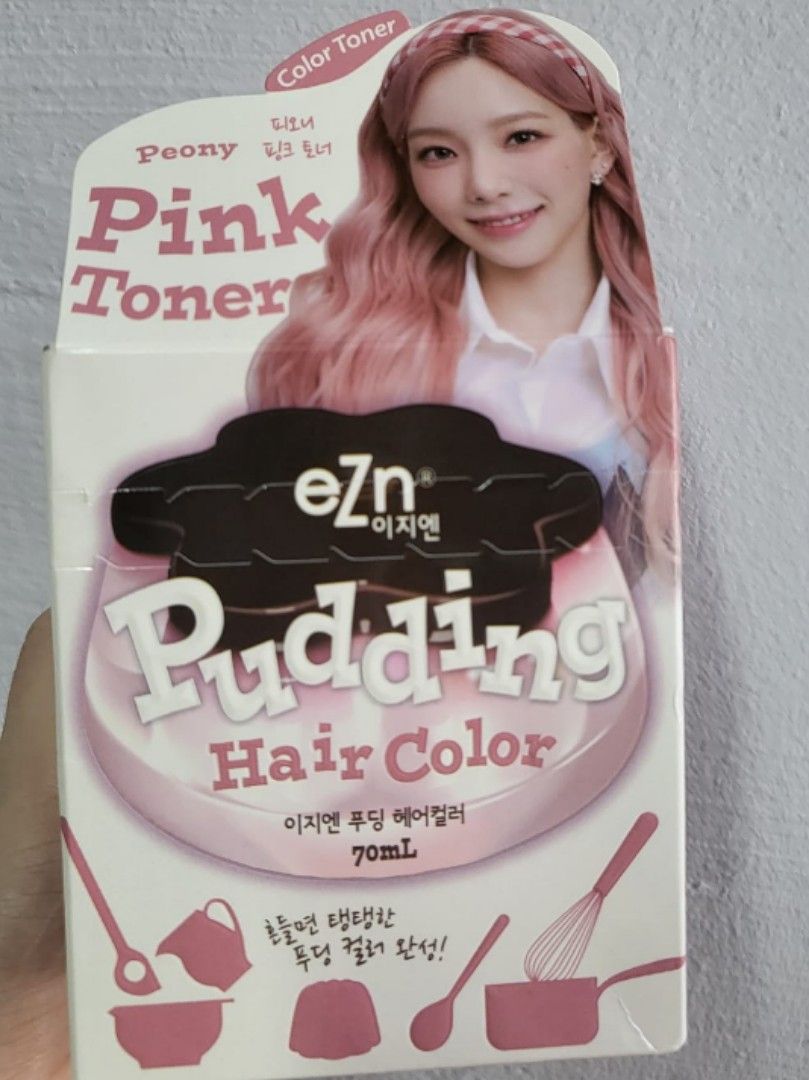 Color Toner
Peony
피오니
핑크 토너
Pink
Toner
eZn®
이지엔
Pudding
Hair Color
이지엔 푸딩 헤어컬러
70mL
흔들면 탱탱한
푸딩 컬러 완성!